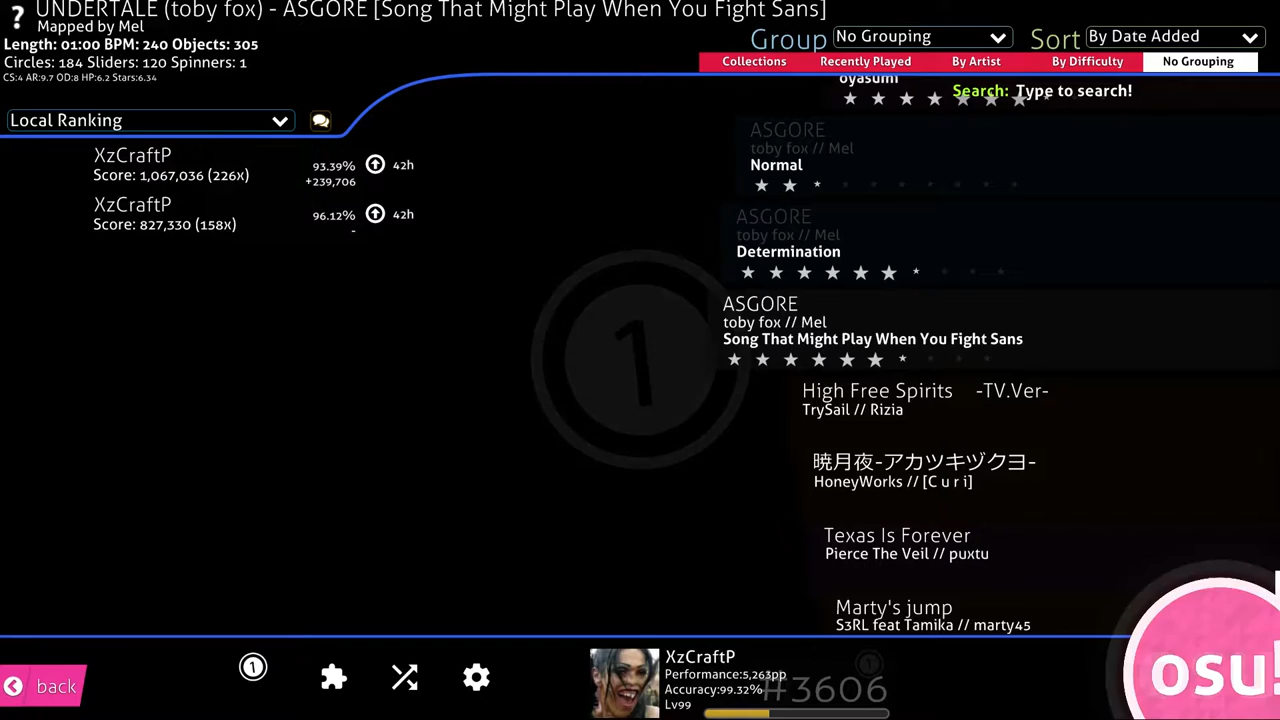 ?
UNDERTALE (toby fox) - ASGORE [Song That Might Play When You Fight Sans]
Mapped by Mel
Length: 01:00 BPM: 240 Objects: 305
Circles: 184 Sliders: 120 Spinners: 1
CS:4 AR:9.7 OD:8 HP:6.2 Stars:6.34
Group No Grouping
Sort By Date Added
Collections Recently Played By Artist By Difficulty No Grouping
Search: Type to search!
Local Ranking
XzCraftP
Score: 1,067,036 (226x)
93.39%
+239,706
42h
XzCraftP
Score: 827,330 (158x)
96.12%
-
42h
oyasumi
ASGORE
toby fox // Mel
Normal
ASGORE
toby fox // Mel
Determination
ASGORE
toby fox // Mel
Song That Might Play When You Fight Sans
High Free Spirits -TV.Ver-
TrySail // Rizia
暁月夜-アカツキヅクヨ-
HoneyWorks // [C u r i]
Texas Is Forever
Pierce The Veil // puxtu
Marty's jump
S3RL feat Tamika // marty45
1
back
1
XzCraftP
Performance:5,263pp
Accuracy:99.32%
Lv99
#3606
1
osu!